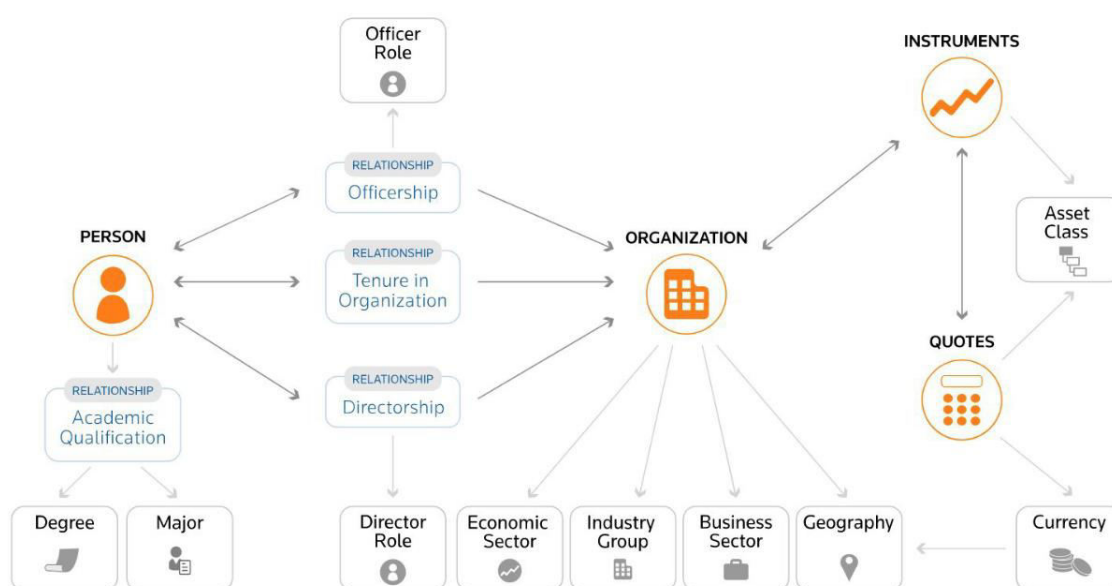 Officer
Role
INSTRUMENTS
RELATIONSHIP
Officership
PERSON
RELATIONSHIP
Tenure in
Organization
ORGANIZATION
Asset
Class
QUOTES
RELATIONSHIP
Academic
Qualification
RELATIONSHIP
Directorship
Degree
Major
Director
Role
Economic
Sector
Industry
Group
Business
Sector
Geography
Currency